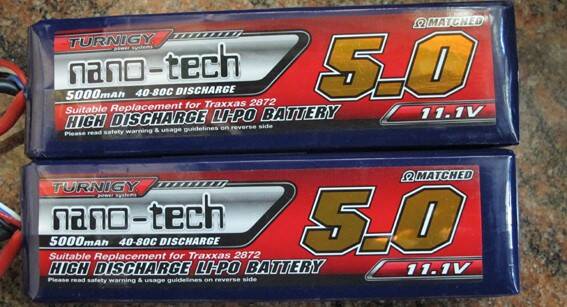 TURNIGY
power systems
Ω MATCHED
nano-tech
5.0
5000mAh 40-80C DISCHARGE
Suitable Replacement for Traxxas 2872
HIGH DISCHARGE LI-PO BATTERY
11.1V
Please read safety warning & usage guidelines on reverse side
TURNIGY
power systems
Ω MATCHED
nano-tech
5.0
5000mAh 40-80C DISCHARGE
Suitable Replacement for Traxxas 2872
HIGH DISCHARGE LI-PO BATTERY
11.1V
Please read safety warning & usage guidelines on reverse side